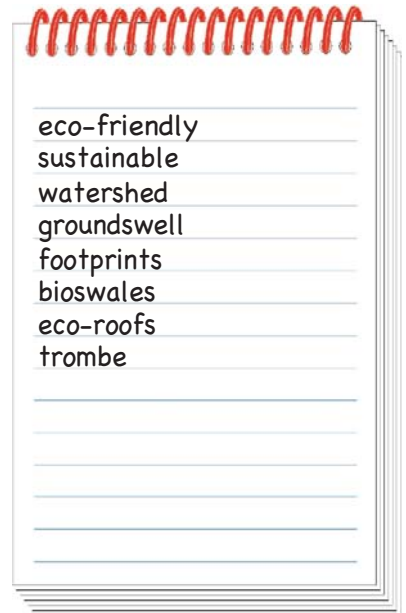 eco-friendly
sustainable
watershed
groundswell
footprints
bioswales
eco-roofs
trombe